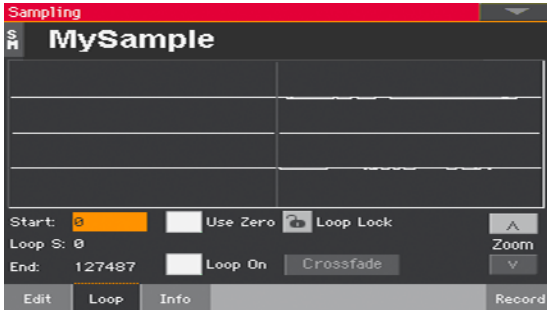 Sampling
SM MySample
Start: 0 Use Zero Loop Lock
Loop S: 0 Zoom
End: 127487 Loop On Crossfade
Edit Loop Info Record